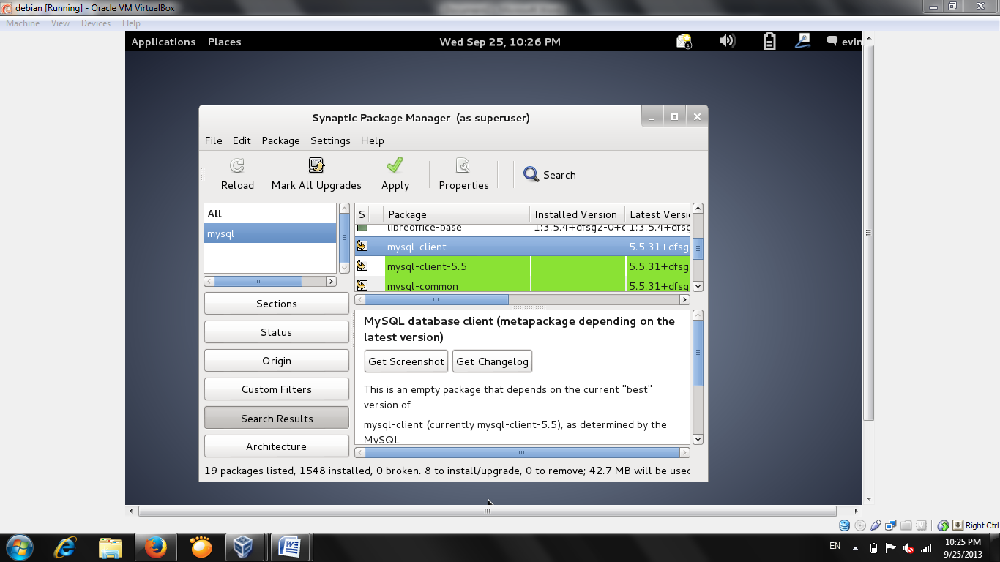 debian [Running] - Oracle VM VirtualBox
Machine View Devices Help
Applications Places Wed Sep 25, 10:26 PM 1 evin
Synaptic Package Manager (as superuser)
File Edit Package Settings Help
Reload Mark All Upgrades Apply Properties Search
All
mysql
Sections
Status
Origin
Custom Filters
Search Results
Architecture
S Package Installed Version Latest Versi
libreoffice-base 1:3.5.4+dfsg2-0+c 1:3.5.4+dfsg
mysql-client 5.5.31+dfsg
mysql-client-5.5 5.5.31+dfsg
mysql-common 5.5.31+dfsg
MySQL database client (metapackage depending on the
latest version)
Get Screenshot Get Changelog
This is an empty package that depends on the current "best"
version of
mysql-client (currently mysql-client-5.5), as determined by the
MySQL
19 packages listed, 1548 installed, 0 broken. 8 to install/upgrade, 0 to remove; 42.7 MB will be used
Right Ctrl
EN 10:25 PM
9/25/2013